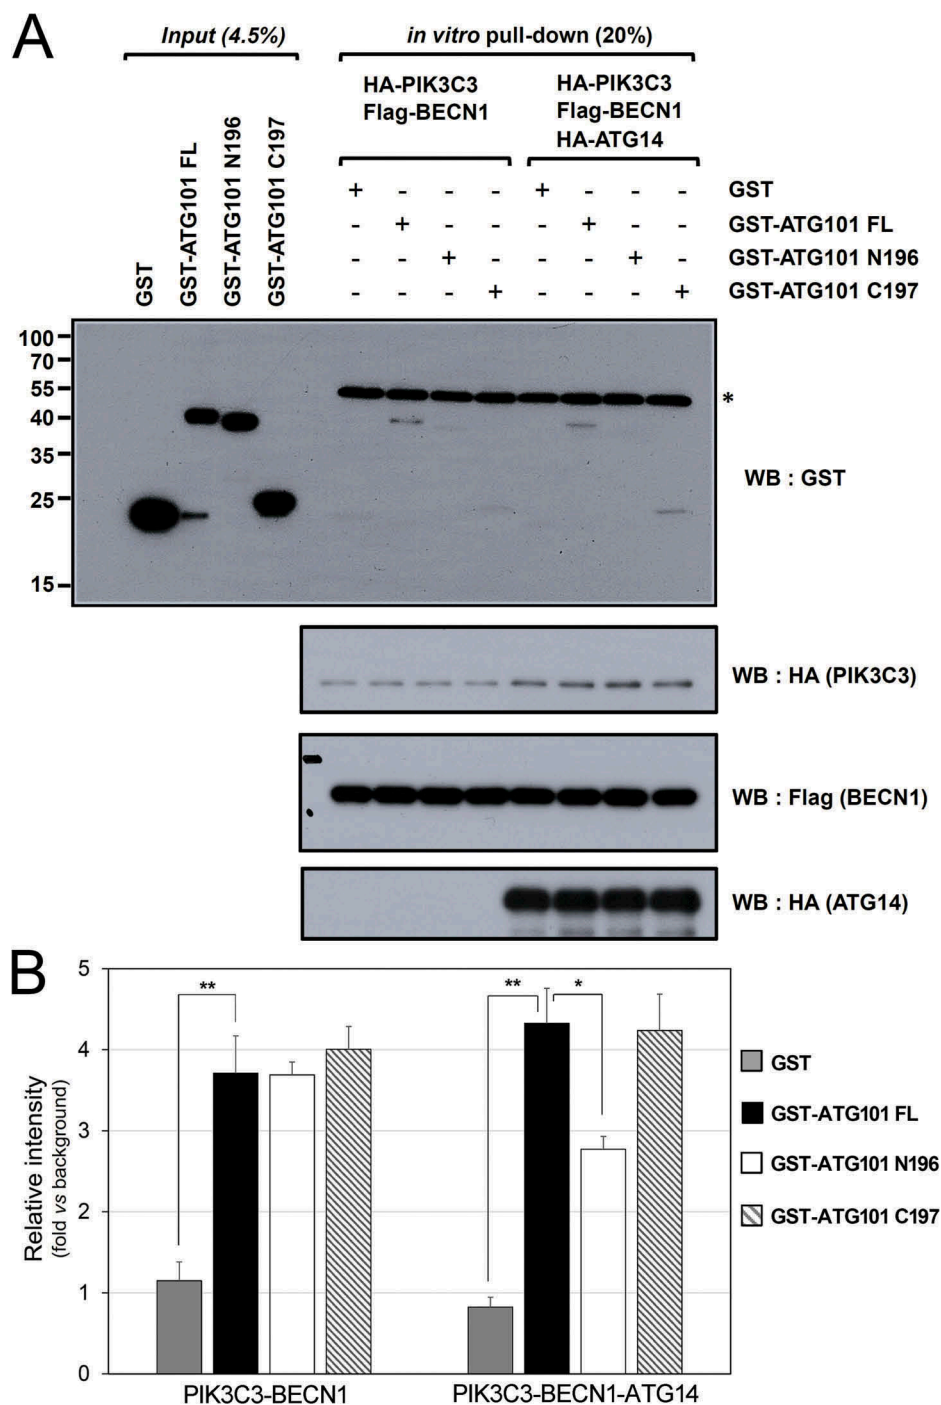 A
Input (4.5%)
in vitro pull-down (20%)
HA-PIK3C3
Flag-BECN1
HA-PIK3C3
Flag-BECN1
HA-ATG14
GST
GST-ATG101 FL
GST-ATG101 N196
GST-ATG101 C197
+ - - - + - - - GST
- + - - - + - - GST-ATG101 FL
- - + - - - + - GST-ATG101 N196
- - - + - - - + GST-ATG101 C197
100
70
55
40
35
25
15
*
WB : GST
WB : HA (PIK3C3)
WB : Flag (BECN1)
WB : HA (ATG14)
B
Relative intensity
(fold vs background)
5
4
3
2
1
0
**
** *
PIK3C3-BECN1
PIK3C3-BECN1-ATG14
GST
GST-ATG101 FL
GST-ATG101 N196
GST-ATG101 C197